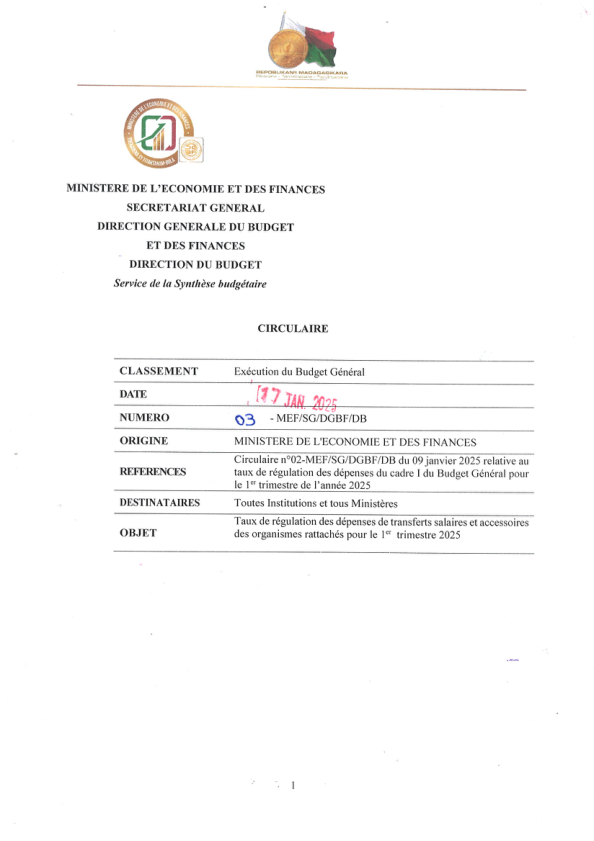 REPOBLIKAN'I MADAGASIKARA
Fitiavana - Tanindrazana - Fandrosoana
MINISTERE DE L'ECONOMIE ET DES FINANCES
SECRETARIAT GENERAL
DIRECTION GENERALE DU BUDGET
ET DES FINANCES
DIRECTION DU BUDGET
Service de la Synthèse budgétaire
CIRCULAIRE
CLASSEMENT Exécution du Budget Général
DATE 17 JAN. 2025
NUMERO 03 - MEF/SG/DGBF/DB
ORIGINE MINISTERE DE L'ECONOMIE ET DES FINANCES
REFERENCES Circulaire n°02-MEF/SG/DGBF/DB du 09 janvier 2025 relative au
taux de régulation des dépenses du cadre I du Budget Général pour
le 1er trimestre de l'année 2025
DESTINATAIRES Toutes Institutions et tous Ministères
OBJET Taux de régulation des dépenses de transferts salaires et accessoires
des organismes rattachés pour le 1er trimestre 2025
1